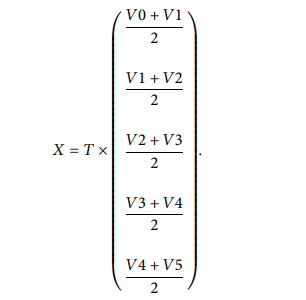 V0 + V1
2
V1 + V2
2
V2 + V3
X = T × ( ) .
2
V3 + V4
2
V4 + V5
2